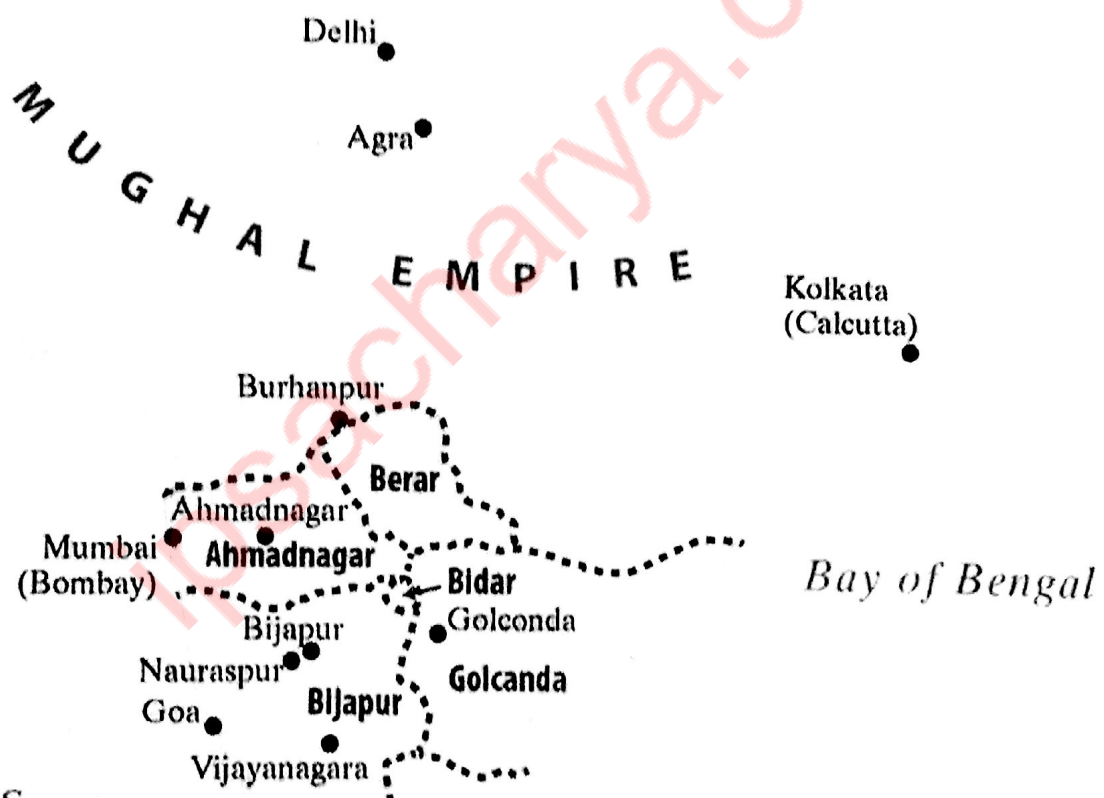 Delhi
Agra
MUGHAL EMPIRE
Kolkata
(Calcutta)
Burhanpur
Berar
Ahmadnagar
Mumbai
(Bombay)
Ahmadnagar
Bidar
Bay of Bengal
Golconda
Bijapur
Nauraspur
Golcanda
Bijapur
Goa
Vijayanagara
ipsacharya.c